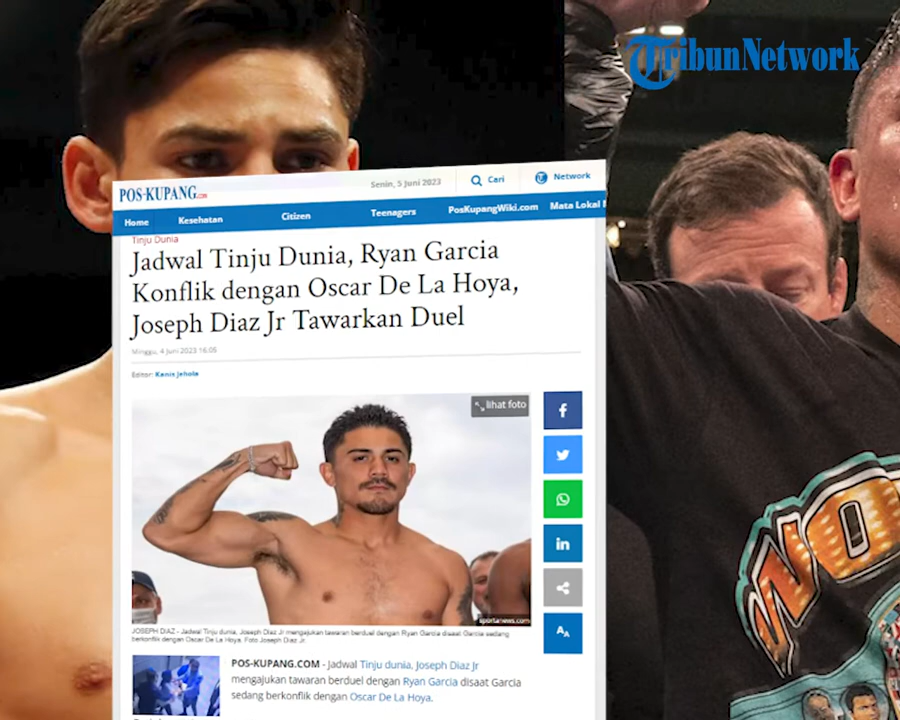 TribunNetwork
POS-KUPANG.com
Senin, 5 Juni 2023
Cari
Network
Home
Kesehatan
Citizen
Teenagers
PosKupangWiki.com
Mata Lokal
Tinju Dunia
Jadwal Tinju Dunia, Ryan Garcia
Konflik dengan Oscar De La Hoya,
Joseph Diaz Jr Tawarkan Duel
Minggu, 4 Juni 2023 16:05
Editor: Kanis Jehola
lihat foto
sportanews.com
JOSEPH DIAZ - Jadwal Tinju dunia, Joseph Diaz Jr mengajukan tawaran berduel dengan Ryan Garcia disaat Garcia sedang
berkonflik dengan Oscar De La Hoya. Foto Joseph Diaz Jr
POS-KUPANG.COM - Jadwal Tinju dunia, Joseph Diaz Jr
mengajukan tawaran berduel dengan Ryan Garcia disaat Garcia
sedang berkonflik dengan Oscar De La Hoya.
f
in
AA
WO